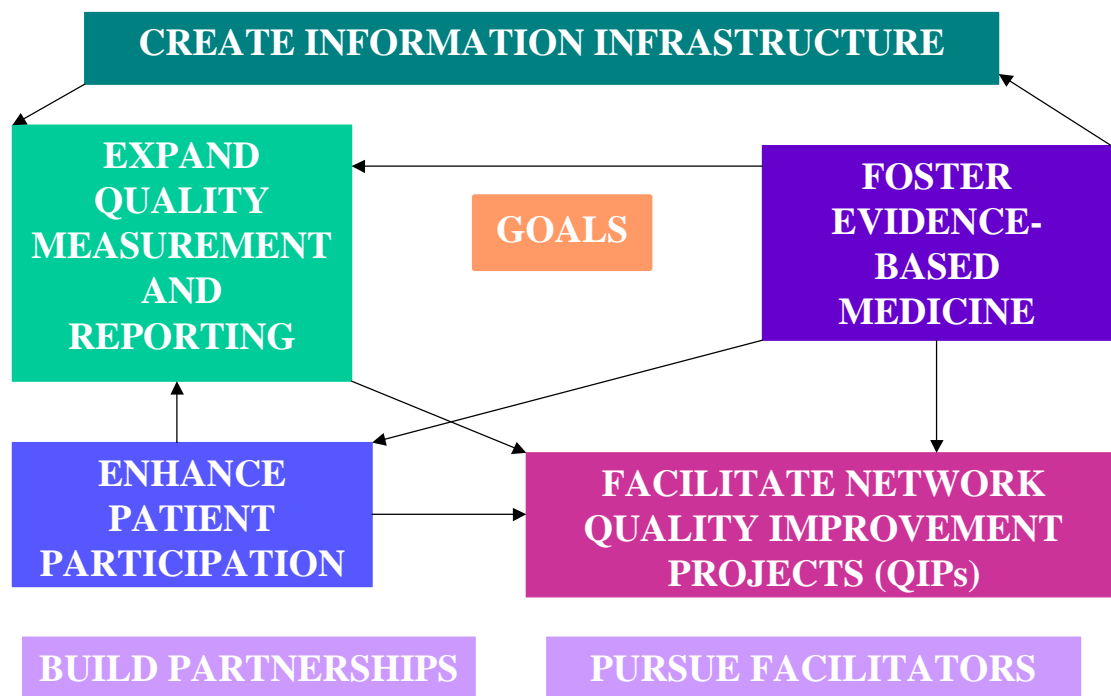 CREATE INFORMATION INFRASTRUCTURE
EXPAND
QUALITY
MEASUREMENT
AND
REPORTING
GOALS
FOSTER
EVIDENCE-
BASED
MEDICINE
ENHANCE
PATIENT
PARTICIPATION
FACILITATE NETWORK
QUALITY IMPROVEMENT
PROJECTS (QIPs)
BUILD PARTNERSHIPS
PURSUE FACILITATORS